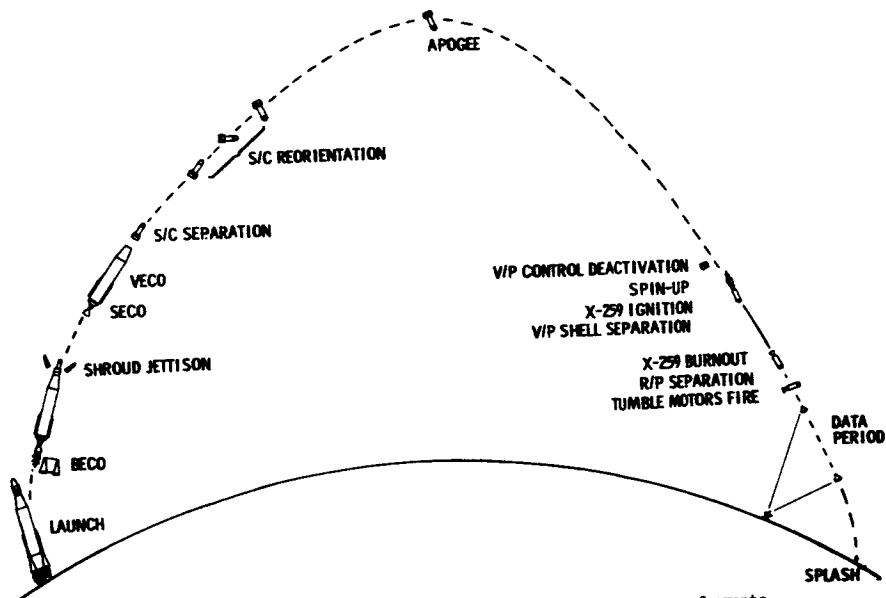 APOGEE
S/C REORIENTATION
S/C SEPARATION
VECO
SECO
SHROUD JETTISON
BECO
LAUNCH
V/P CONTROL DEACTIVATION
SPIN-UP
X-259 IGNITION
V/P SHELL SEPARATION
X-259 BURNOUT
R/P SEPARATION
TUMBLE MOTORS FIRE
DATA
PERIOD
SPLASH